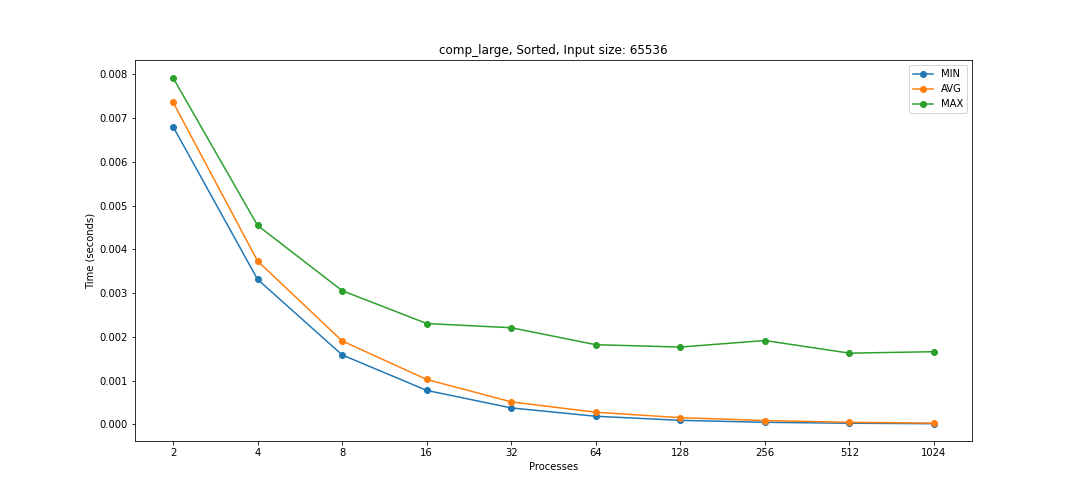 comp_large, Sorted, Input size: 65536
MIN
AVG
MAX
0.008
0.007
0.006
0.005
0.004
0.003
0.002
0.001
0.000
Time (seconds)
2 4 8 16 32 64 128 256 512 1024
Processes